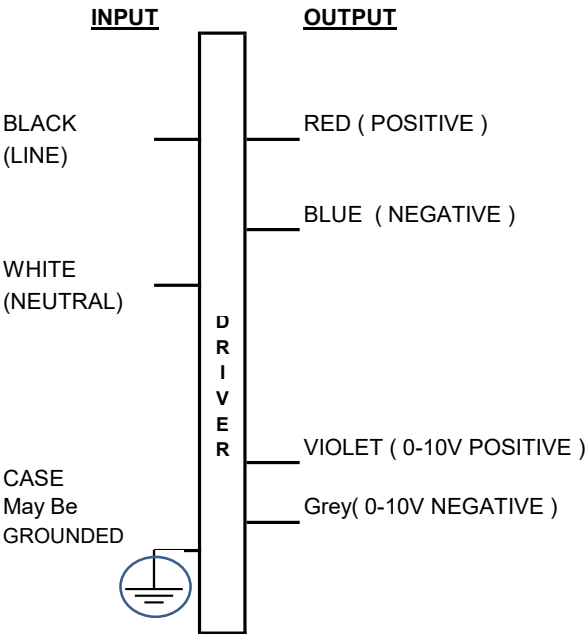 INPUT
OUTPUT
BLACK
(LINE)
RED ( POSITIVE )
BLUE ( NEGATIVE )
WHITE
(NEUTRAL)
D
R
I
V
E
R
VIOLET ( 0-10V POSITIVE )
CASE
May Be
GROUNDED
Grey( 0-10V NEGATIVE )